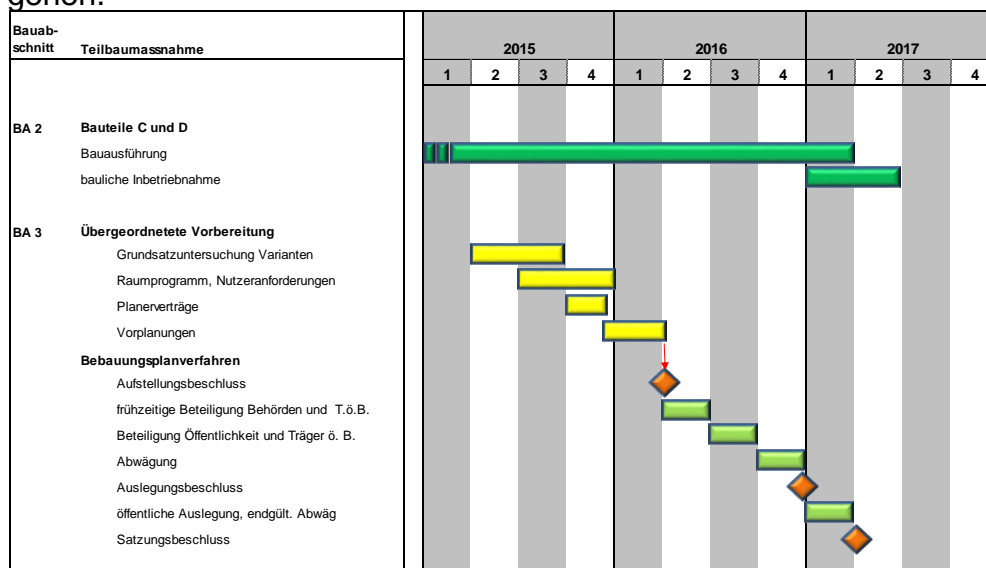 gehen.
Bauab-
schnitt Teilbaumassnahme 2015 2016 2017
1 2 3 4 1 2 3 4 1 2 3 4
BA 2 Bauteile C und D
Bauausführung
bauliche Inbetriebnahme
BA 3 Übergeordnetete Vorbereitung
Grundsatzuntersuchung Varianten
Raumprogramm, Nutzeranforderungen
Planerverträge
Vorplanungen
Bebauungsplanverfahren
Aufstellungsbeschluss
frühzeitige Beteiligung Behörden und T.ö.B.
Beteiligung Öffentlichkeit und Träger ö. B.
Abwägung
Auslegungsbeschluss
öffentliche Auslegung, endgült. Abwäg
Satzungsbeschluss